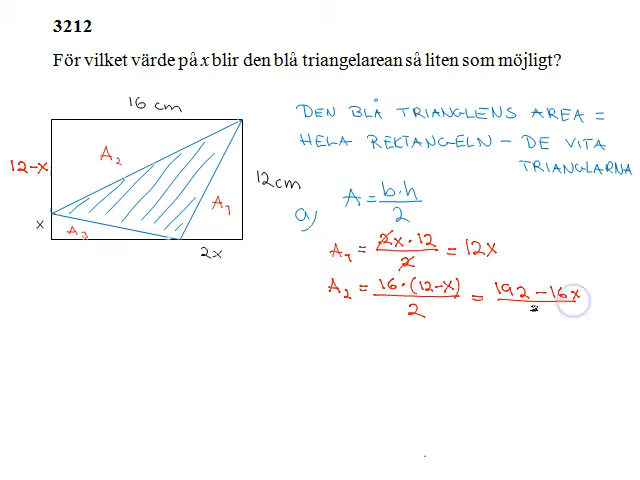 3212
För vilket värde på x blir den blå triangelarean så liten som möjligt?
16 cm
DEN BLÅ TRIANGLENS AREA =
HELA REKTANGELN - DE VITA
TRIANGLARNA
A₂
12-x
12cm
A₁
x
A₃
2x
a) A = b·h / 2
A₁ = 2x·12 / 2 = 12x
A₂ = 16·(12-x) / 2 = 192-16x